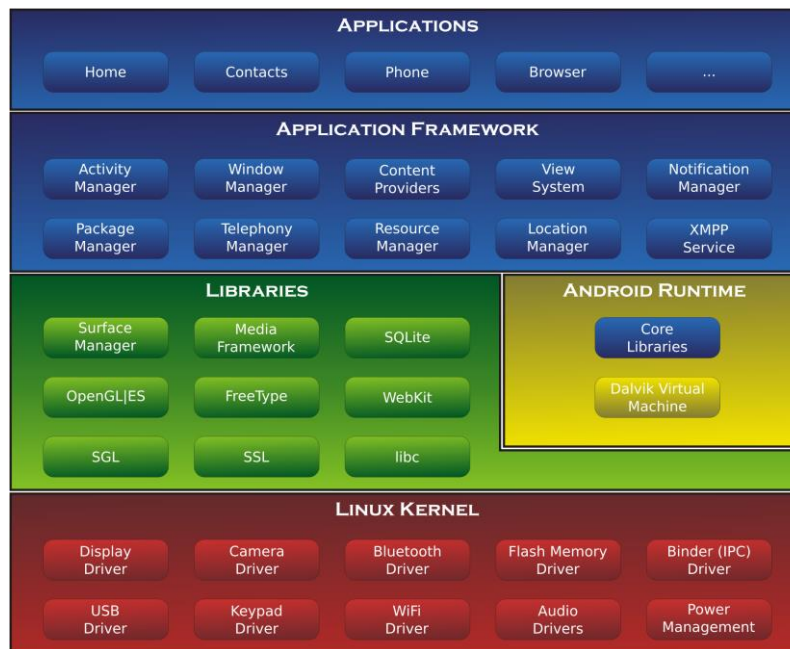 APPLICATIONS
Home
Contacts
Phone
Browser
...
APPLICATION FRAMEWORK
Activity
Manager
Window
Manager
Content
Providers
View
System
Notification
Manager
Package
Manager
Telephony
Manager
Resource
Manager
Location
Manager
XMPP
Service
LIBRARIES
Surface
Manager
Media
Framework
SQLite
OpenGL|ES
FreeType
WebKit
SGL
SSL
libc
ANDROID RUNTIME
Core
Libraries
Dalvik Virtual
Machine
LINUX KERNEL
Display
Driver
Camera
Driver
Bluetooth
Driver
Flash Memory
Driver
Binder (IPC)
Driver
USB
Driver
Keypad
Driver
WiFi
Driver
Audio
Drivers
Power
Management